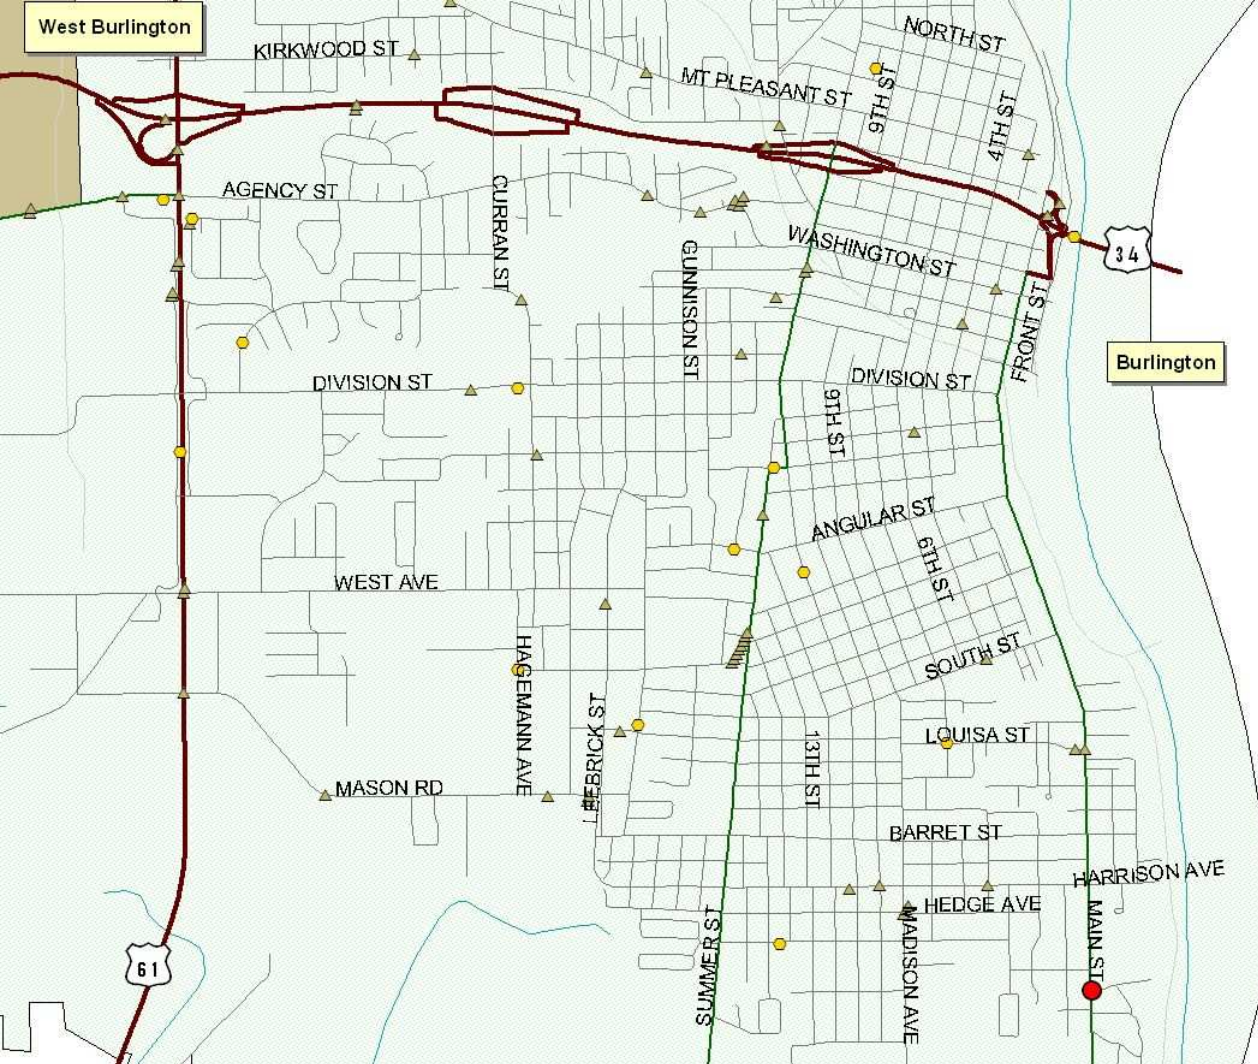 West Burlington
NORTH ST
KIRKWOOD ST
MT PLEASANT ST
9TH ST
4TH ST
AGENCY ST
CURRAN ST
WASHINGTON ST
34
GUNNISON ST
FRONT ST
Burlington
DIVISION ST
DIVISION ST
9TH ST
ANGULAR ST
6TH ST
WEST AVE
SOUTH ST
HAGEMANN AVE
LEEBRICK ST
LOUISA ST
13TH ST
MASON RD
BARRET ST
HARRISON AVE
HEDGE AVE
MAIN ST
SUMMER ST
MADISON AVE
61